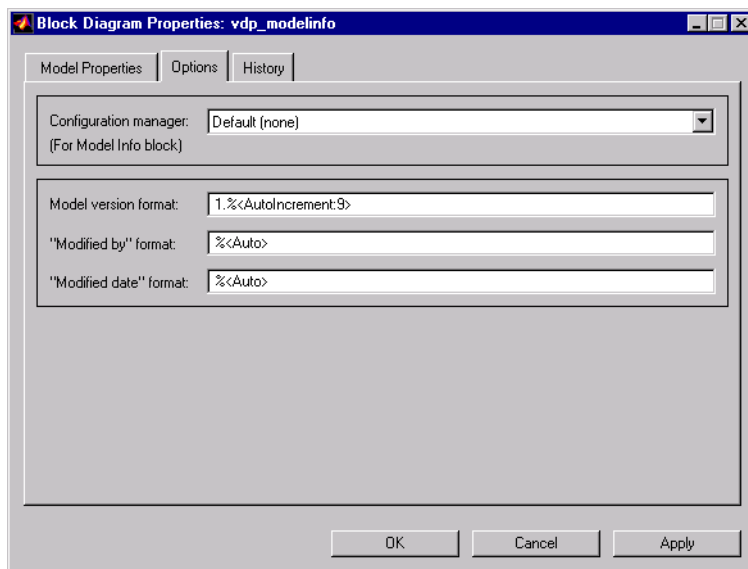 Block Diagram Properties: vdp_modelinfo
Model Properties Options History
Configuration manager: Default (none)
(For Model Info block)
Model version format: 1.%<AutoIncrement:9>
"Modified by" format: %<Auto>
"Modified date" format: %<Auto>
OK Cancel Apply